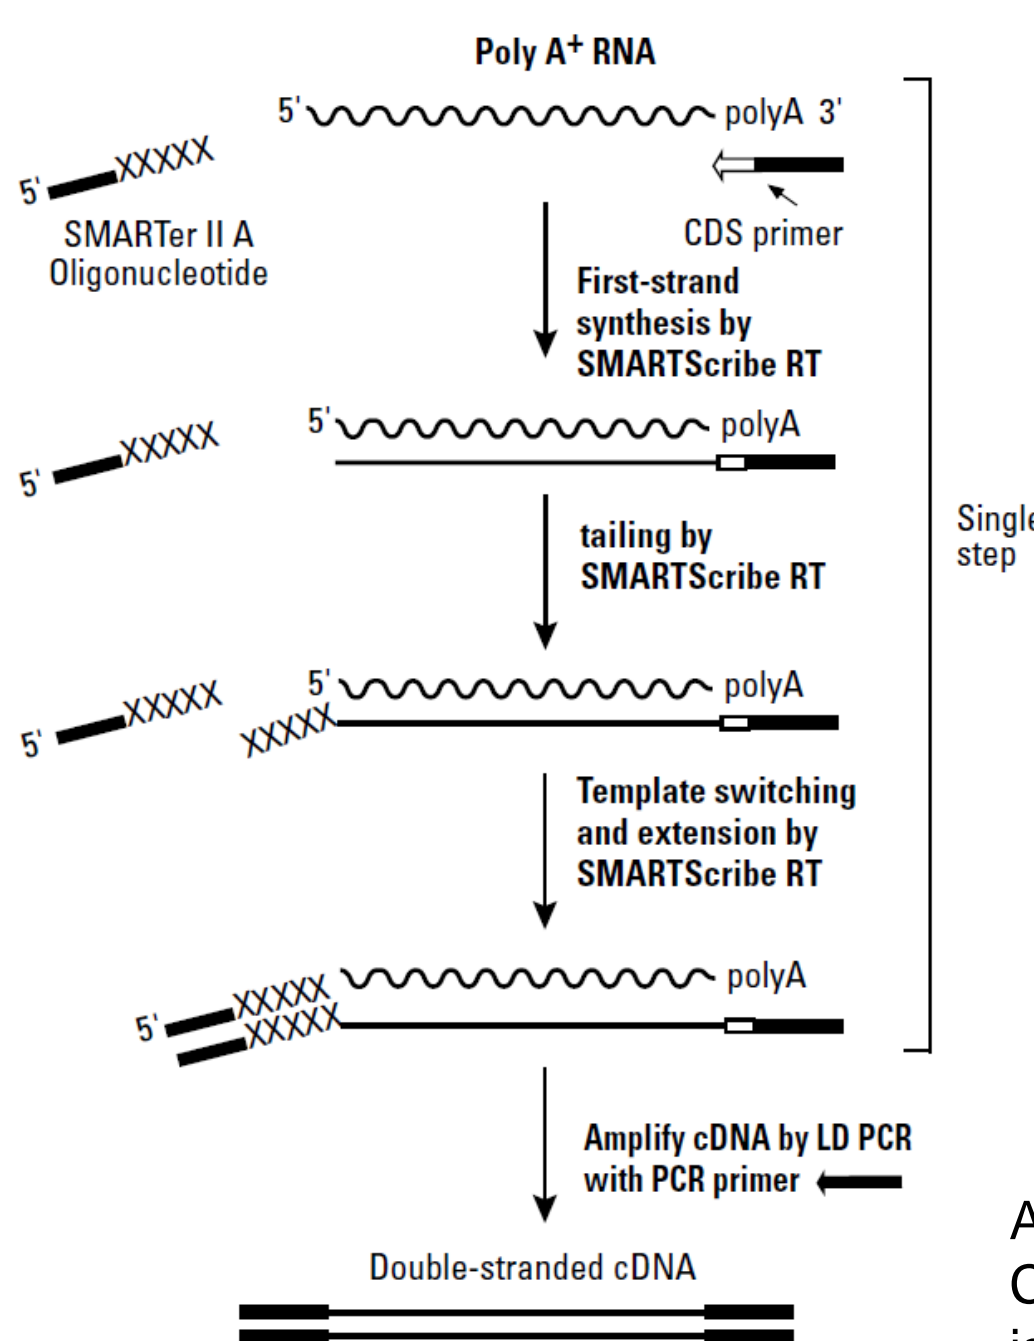 Poly A+ RNA
5' polyA 3'
5' XXXXX
SMARTer II A
Oligonucleotide
CDS primer
First-strand
synthesis by
SMARTScribe RT
5' polyA
5' XXXXX
tailing by
SMARTScribe RT
Single
step
5' polyA
5' XXXXX XXXXX
Template switching
and extension by
SMARTScribe RT
polyA
5' XXXXX
XXXXX
Amplify cDNA by LD PCR
with PCR primer
Double-stranded cDNA